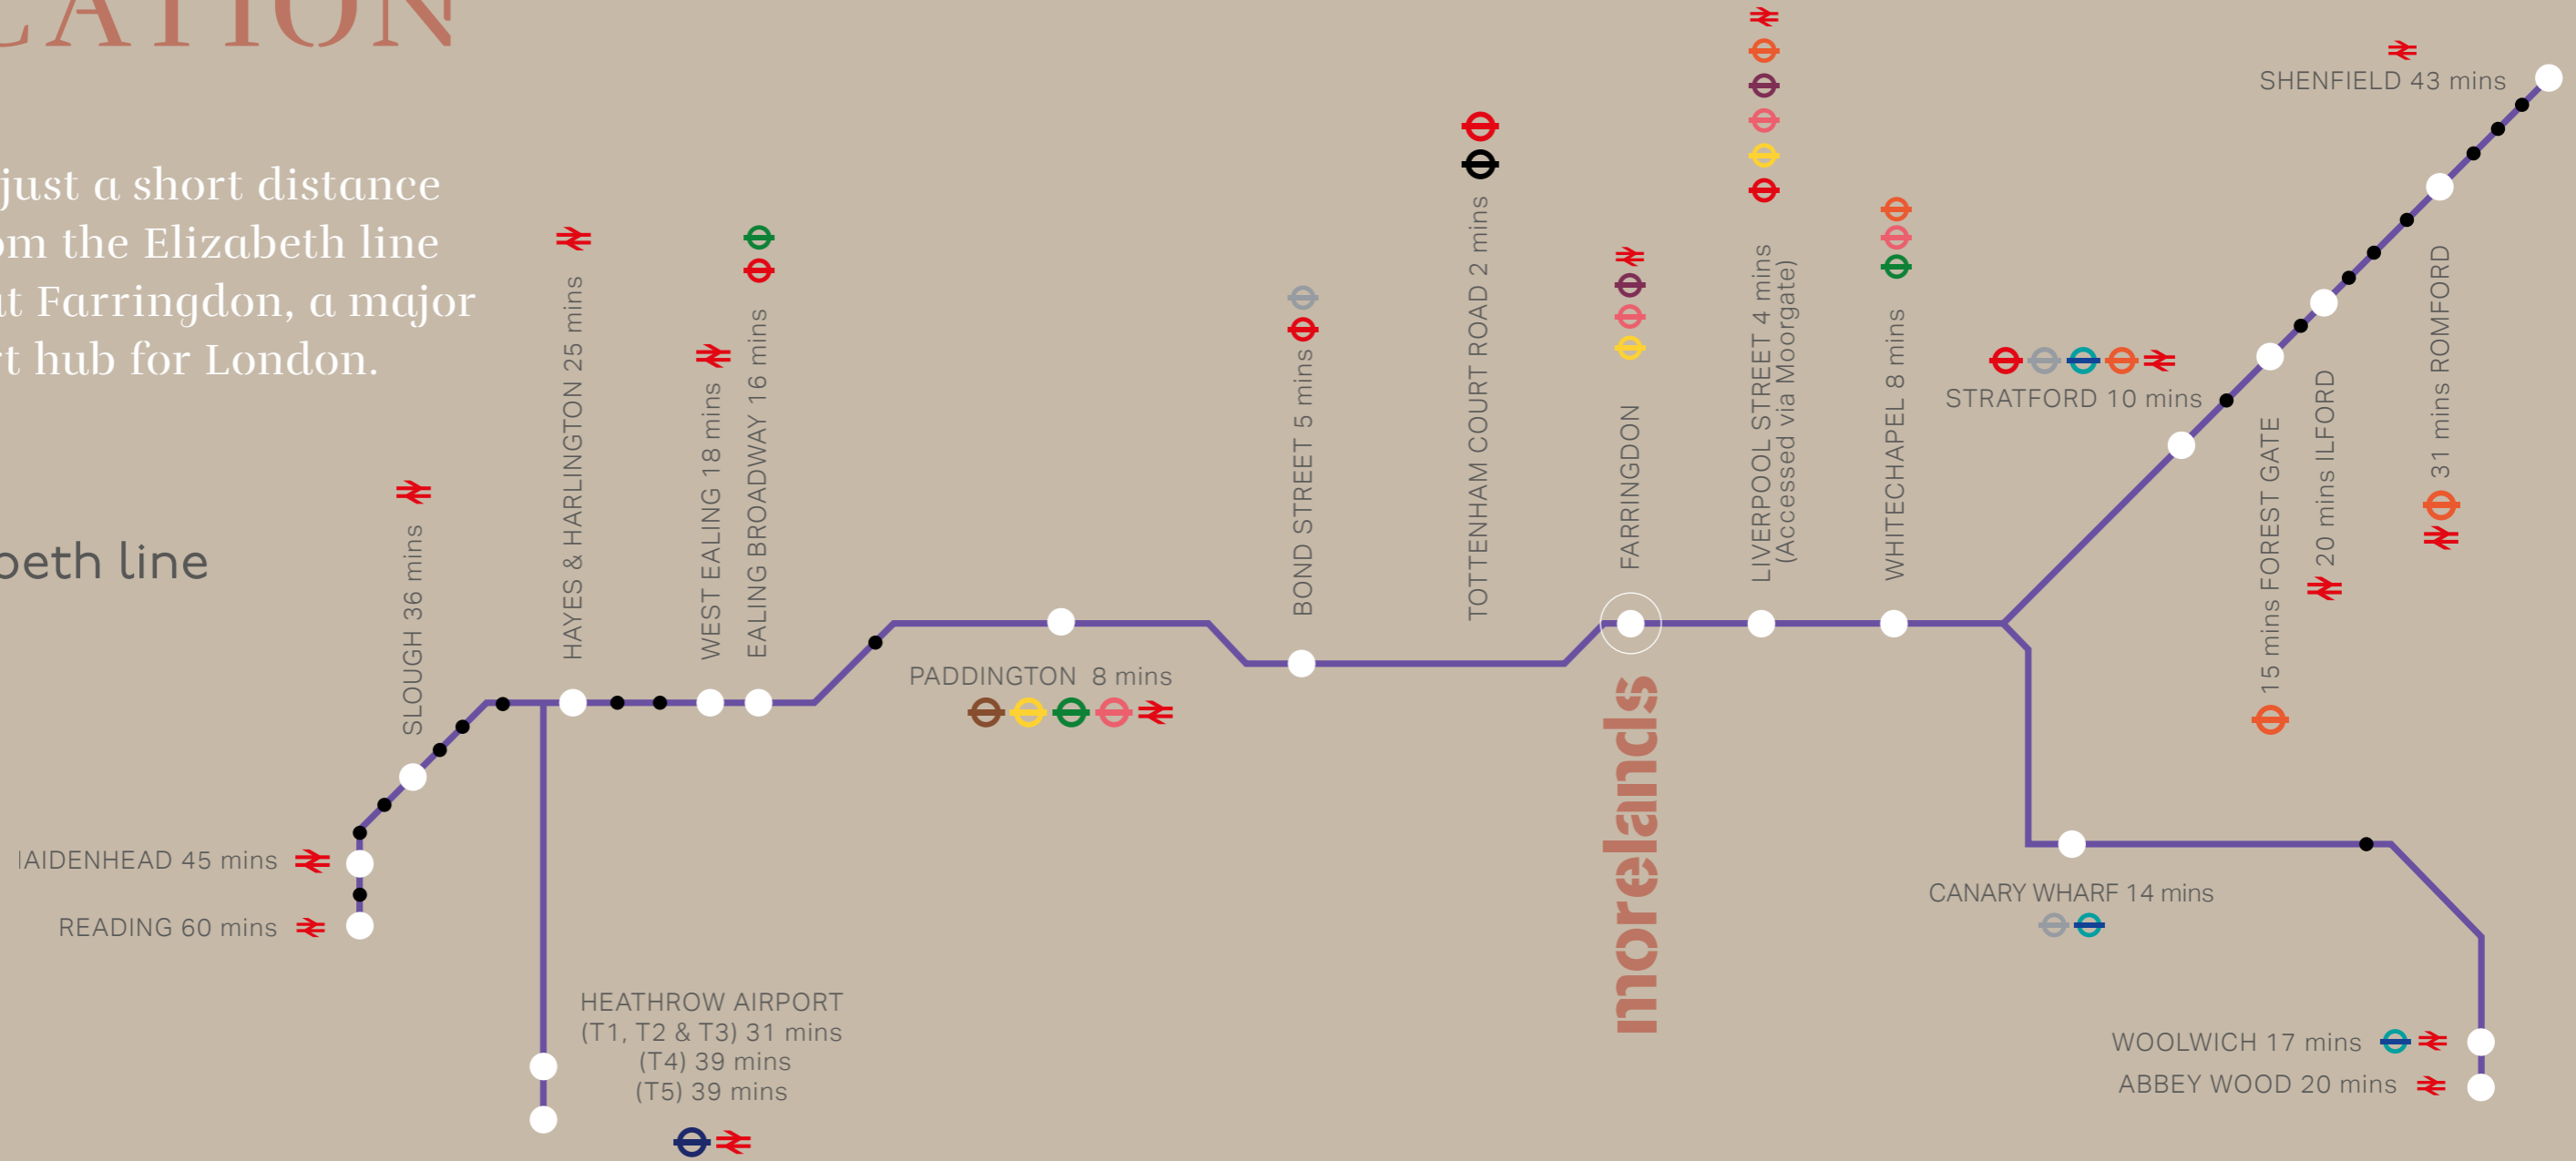 just a short distance
the Elizabeth line
Farringdon, a major
hub for London.
line
SLOUGH 36 mins
HAYES & HARLINGTON 25 mins
WEST EALING 18 mins
EALING BROADWAY 16 mins
PADDINGTON 8 mins
BOND STREET 5 mins
TOTTENHAM COURT ROAD 2 mins
FARRINGDON
LIVERPOOL STREET 4 mins
(Accessed via Moorgate)
WHITECHAPEL 8 mins
STRATFORD 10 mins
SHENFIELD 43 mins
15 mins FOREST GATE
20 mins ILFORD
31 mins ROMFORD
morelands
45 mins
READING 60 mins
HEATHROW AIRPORT
(T1, T2 & T3) 31 mins
(T4) 39 mins
(T5) 39 mins
CANARY WHARF 14 mins
WOOLWICH 17 mins
ABBEY WOOD 20 mins